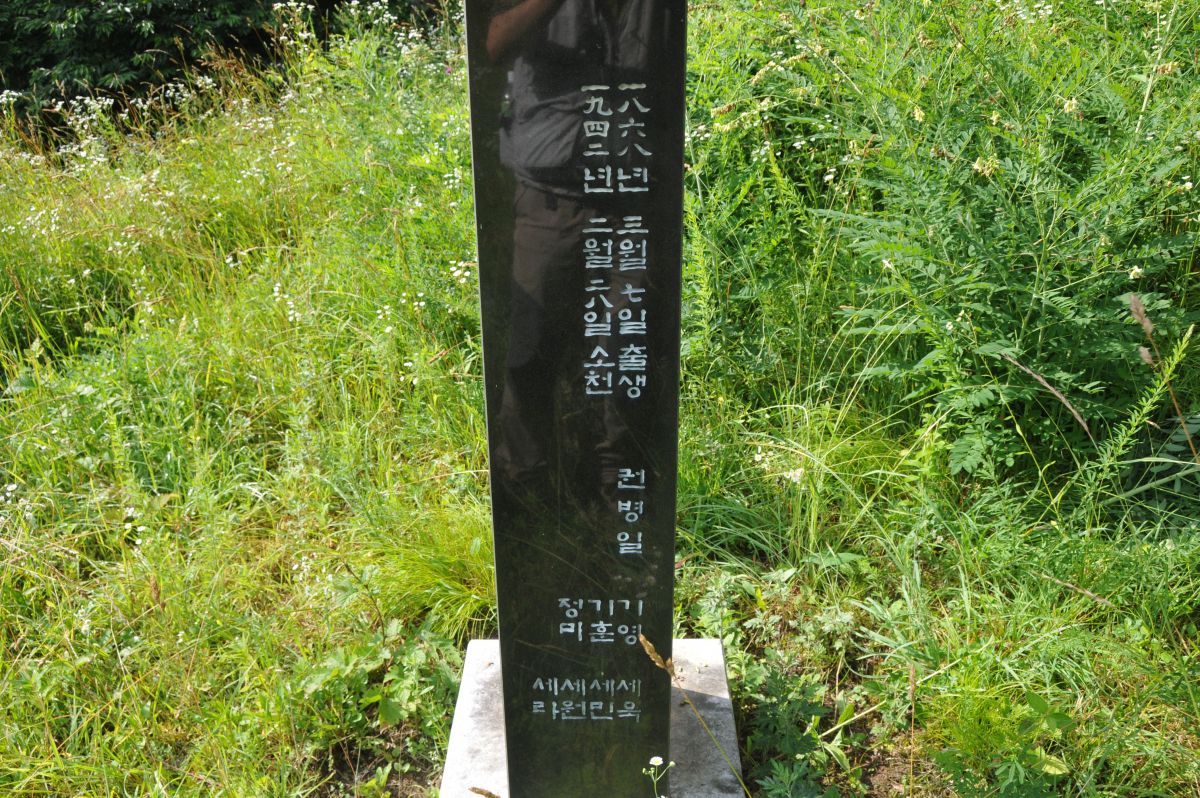 一八六八년 三월 七일 출생
一九四二년 二월 二八일 소천
권병일
기영
기훈
정미
세욱
세민
세원
세라